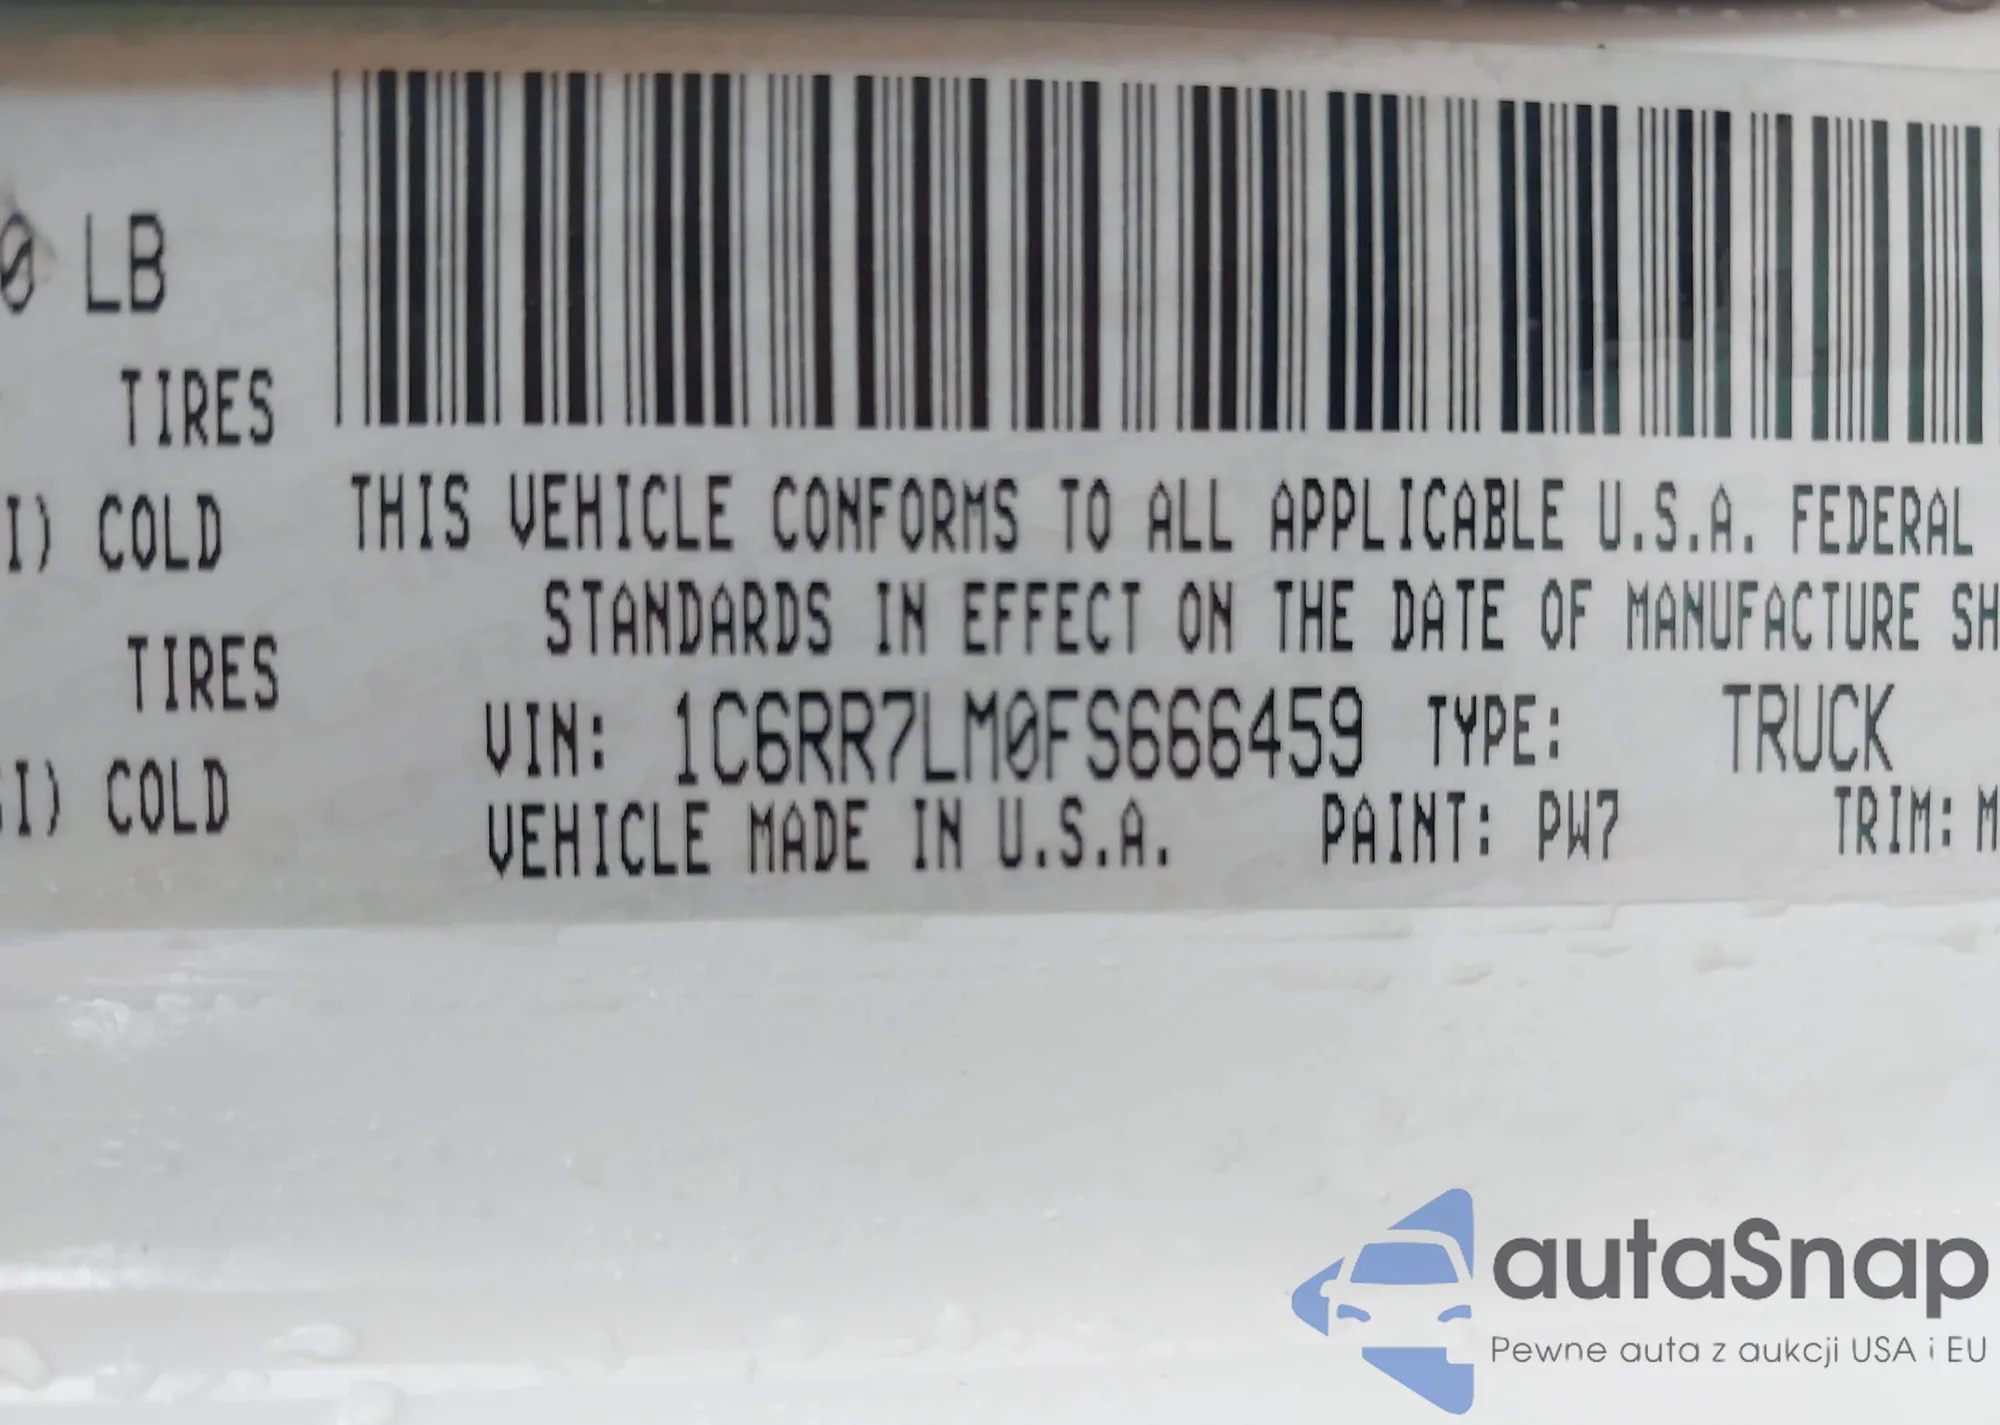 0 LB
TIRES
I) COLD
TIRES
I) COLD
THIS VEHICLE CONFORMS TO ALL APPLICABLE U.S.A. FEDERAL
STANDARDS IN EFFECT ON THE DATE OF MANUFACTURE SH
VIN: 1C6RR7LM0FS666459 TYPE: TRUCK
VEHICLE MADE IN U.S.A. PAINT: PW7 TRIM: M
autaSnap
Pewne auta z aukcji USA i EU